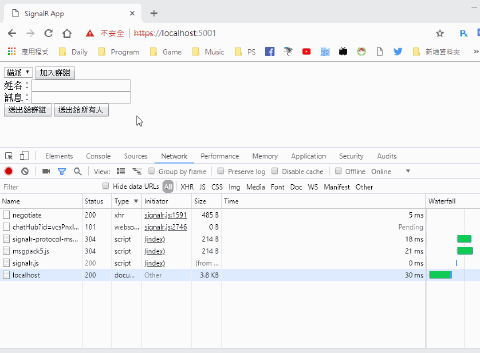 SignalR App
不安全 https://localhost:5001
應用程式 Daily Program Game Music PS 新增資料夾
加入群組
姓名：
訊息：
送出給群組 送出給所有人
Elements Console Sources Network Performance Memory Application Security Audits
View: Group by frame Preserve log Disable cache Offline Online
Filter Hide data URLs All XHR JS CSS Img Media Font Doc WS Manifest Other
Name Status Type Initiator Size Time Waterfall
negotiate 200 xhr signalr.js:1591 485 B 5 ms
101 webso... signalr.js:2746 0 B Pending
signalr-protocol-ms... 304 script (index) 214 B 18 ms
msgpack5.js 304 script (index) 214 B 21 ms
signalr.js 200 script (index) (from ... 0 ms
localhost 200 docu... Other 3.8 KB 30 ms